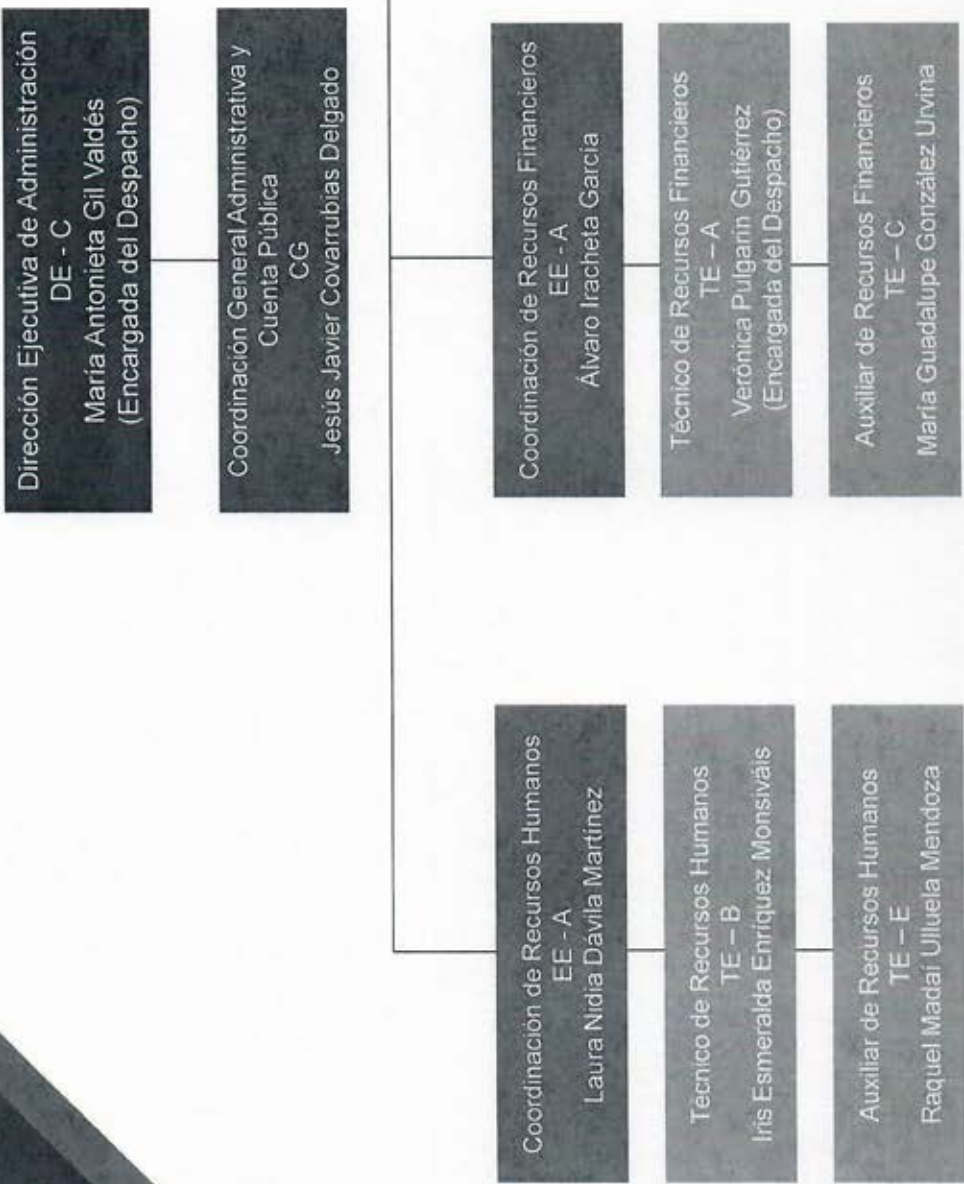 Dirección Ejecutiva de Administración
DE - C
María Antonieta Gil Valdés
(Encargada del Despacho)
Coordinación General Administrativa y
Cuenta Pública
CG
Jesús Javier Covarrubias Delgado
Coordinación de Recursos Humanos
EE - A
Laura Nidia Dávila Martínez
Técnico de Recursos Humanos
TE – B
Iris Esmeralda Enríquez Monsiváis
Auxiliar de Recursos Humanos
TE – E
Raquel Madaí Ulluela Mendoza
Coordinación de Recursos Financieros
EE - A
Álvaro Iracheta García
Técnico de Recursos Financieros
TE – A
Verónica Pulgarín Gutiérrez
(Encargada del Despacho)
Auxiliar de Recursos Financieros
TE – C
María Guadalupe González Urvina